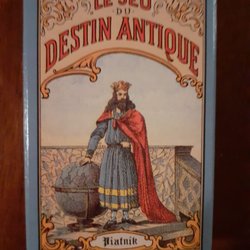 LE JEU
DU
DESTIN ANTIQUE
Piatnik